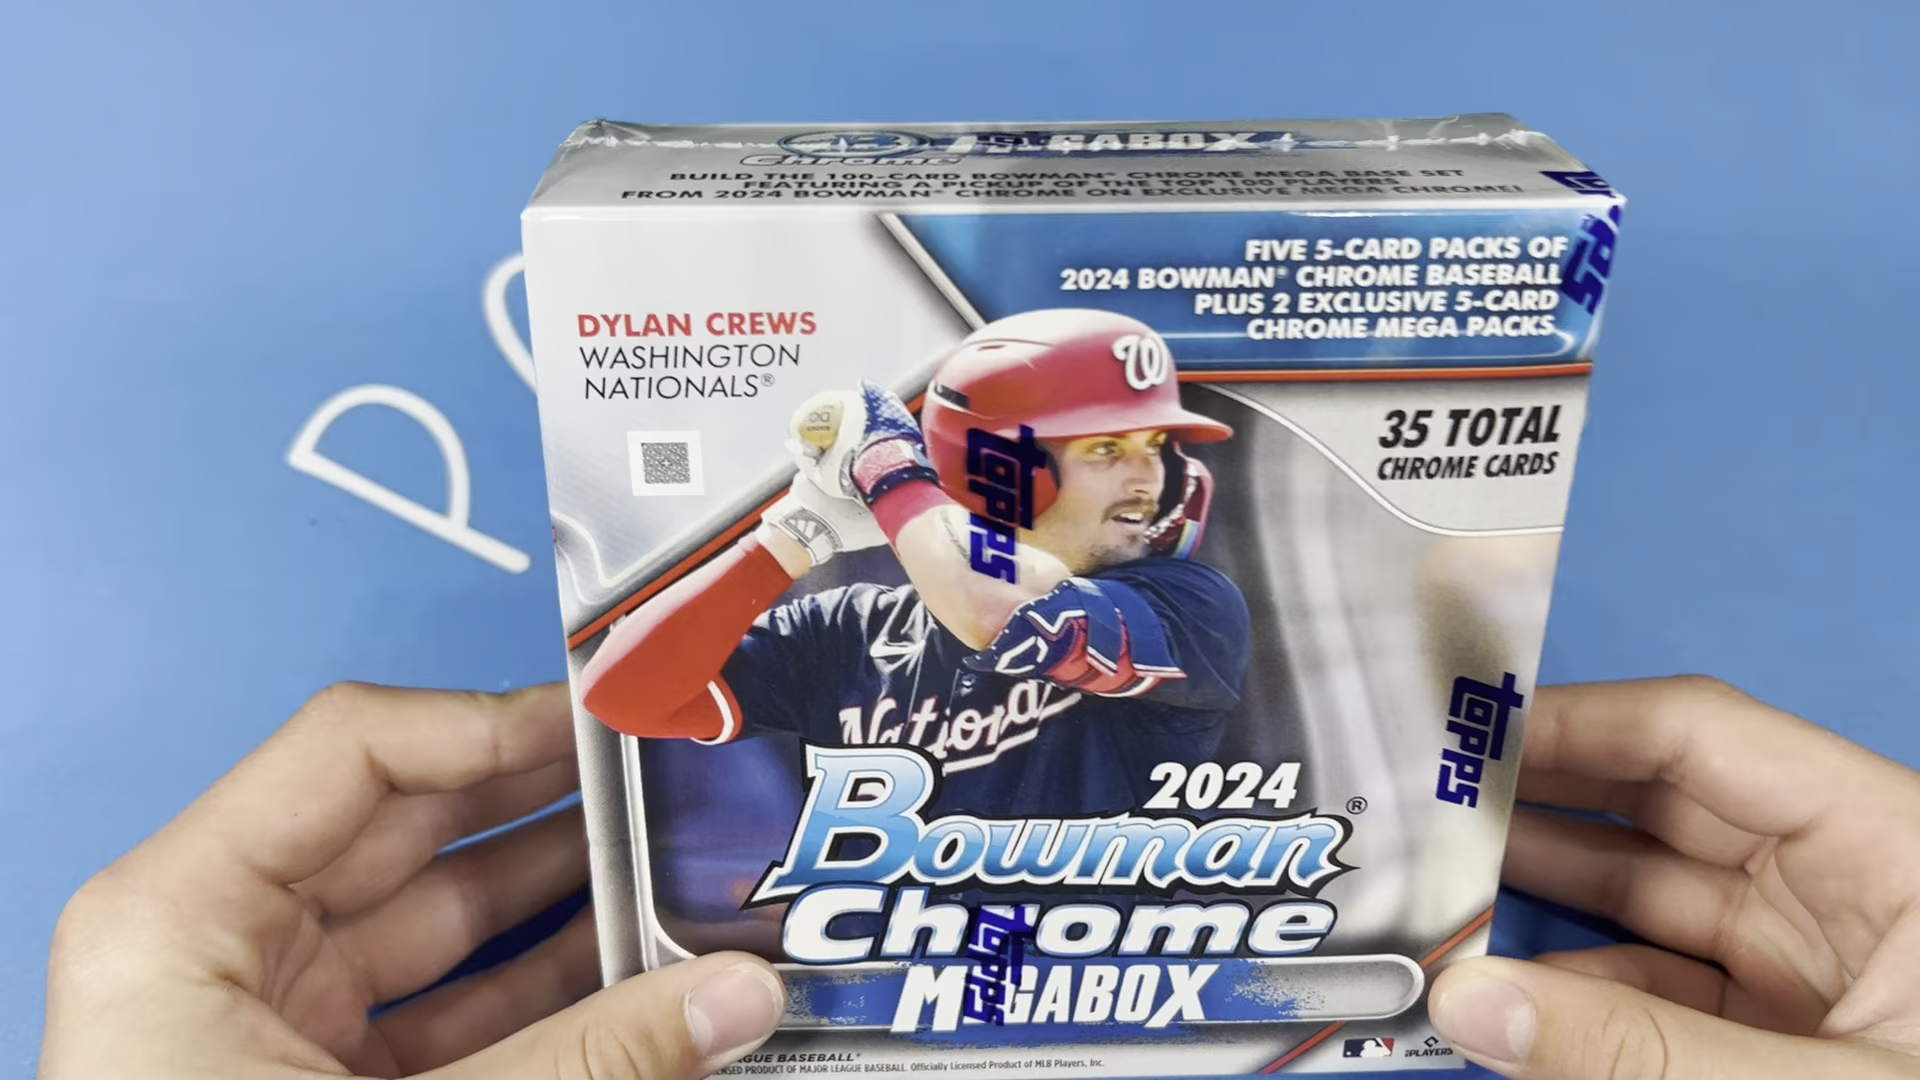 Chrome MEGABOX
BUILD THE 100-CARD BOWMAN® CHROME MEGA BASE SET
FEATURING A PICKUP OF THE TOP 100 PLAYERS
FROM 2024 BOWMAN® CHROME ON EXCLUSIVE MEGA CHROME!
FIVE 5-CARD PACKS OF
2024 BOWMAN® CHROME BASEBALL
PLUS 2 EXCLUSIVE 5-CARD
CHROME MEGA PACKS
DYLAN CREWS
WASHINGTON
NATIONALS®
35 TOTAL
CHROME CARDS
W
topps
topps
topps
Nationa
2024
Bowman®
Chrome
topps
MEGABOX
GUE BASEBALL®
ENSED PRODUCT OF MAJOR LEAGUE BASEBALL. Officially Licensed Product of MLB Players, Inc.
PLAYERS